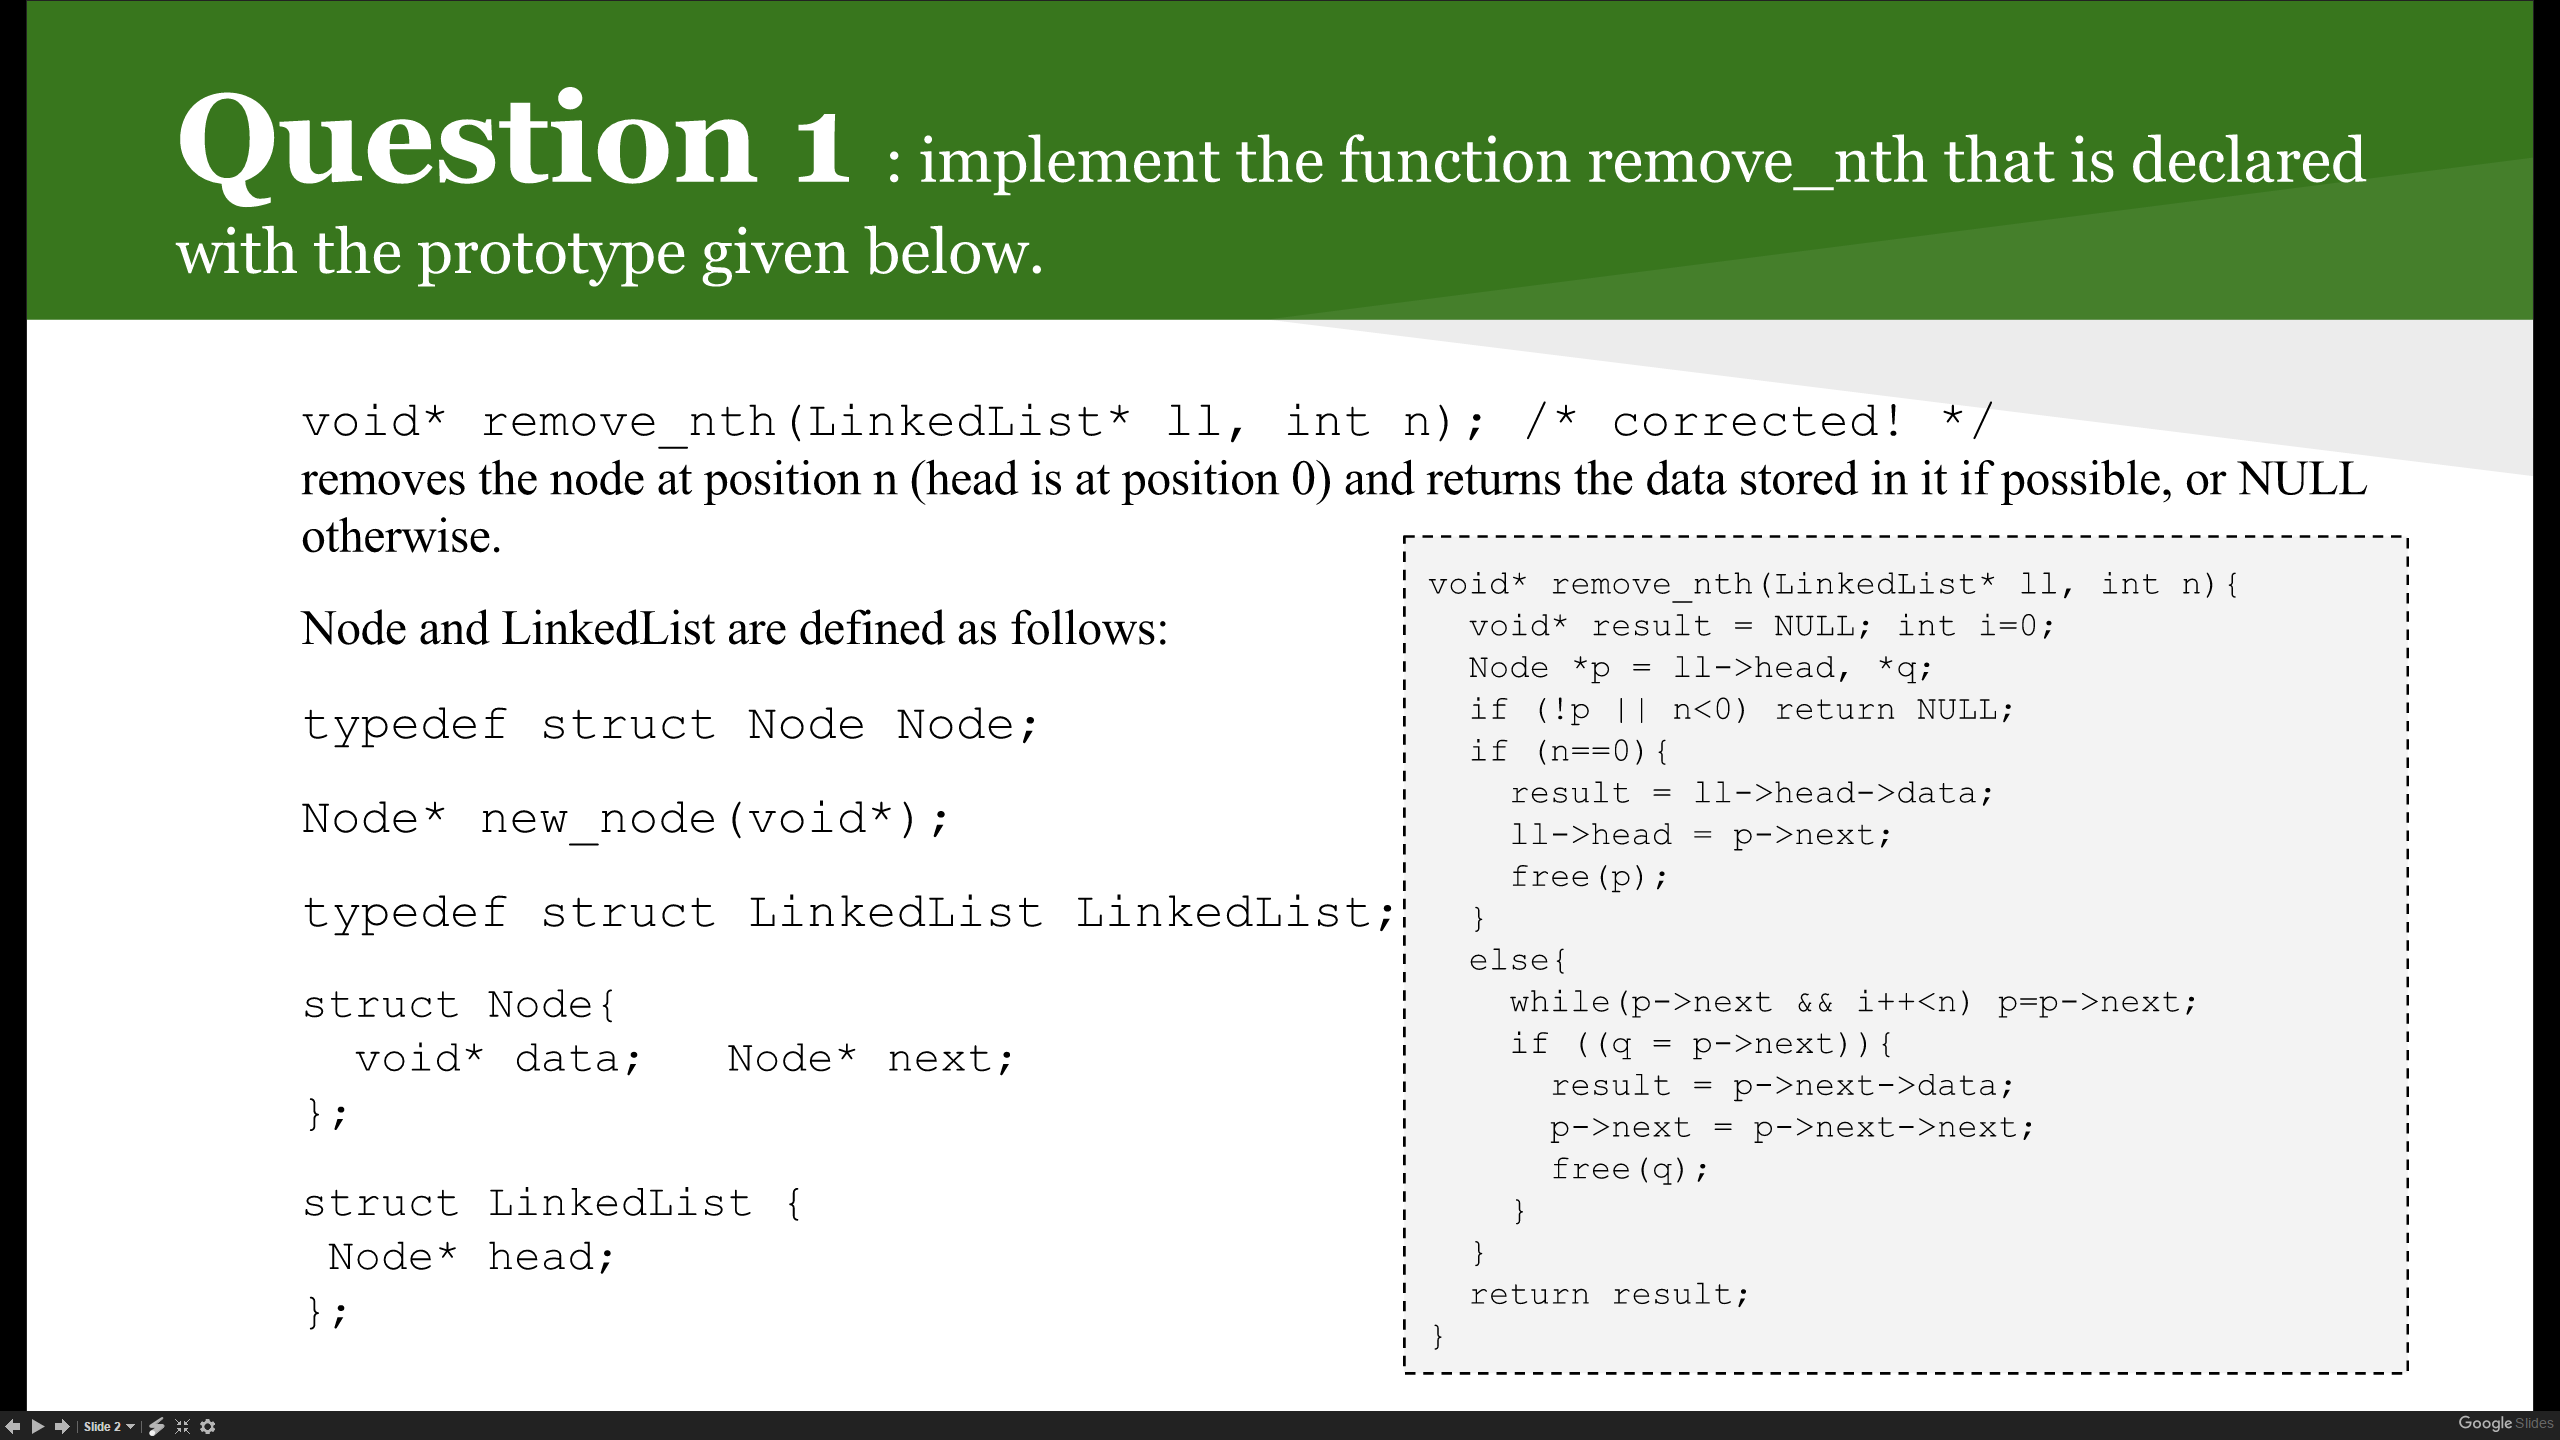 Question 1 : implement the function remove_nth that is declared
with the prototype given below.
void* remove_nth(LinkedList* ll, int n); /* corrected! */
removes the node at position n (head is at position 0) and returns the data stored in it if possible, or NULL
otherwise.
Node and LinkedList are defined as follows:
typedef struct Node Node;
Node* new_node(void*);
typedef struct LinkedList LinkedList;
struct Node{
  void* data;   Node* next;
};
struct LinkedList {
 Node* head;
};
void* remove_nth(LinkedList* ll, int n){
  void* result = NULL; int i=0;
  Node *p = ll->head, *q;
  if (!p || n<0) return NULL;
  if (n==0){
    result = ll->head->data;
    ll->head = p->next;
    free(p);
  }
  else{
    while(p->next && i++<n) p=p->next;
    if ((q = p->next)){
      result = p->next->data;
      p->next = p->next->next;
      free(q);
    }
  }
  return result;
}
Slide 2
Google Slides